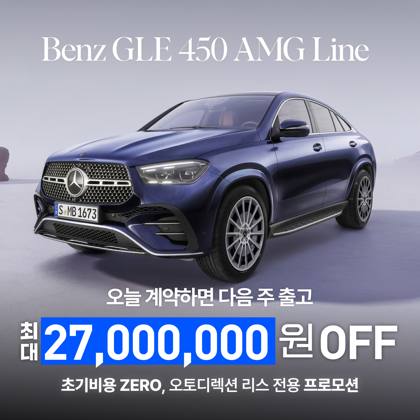 Benz GLE 450 AMG Line
S·MB1673
오늘 계약하면 다음 주 출고
최대 27,000,000 원 OFF
초기비용 ZERO, 오토디렉션 리스 전용 프로모션